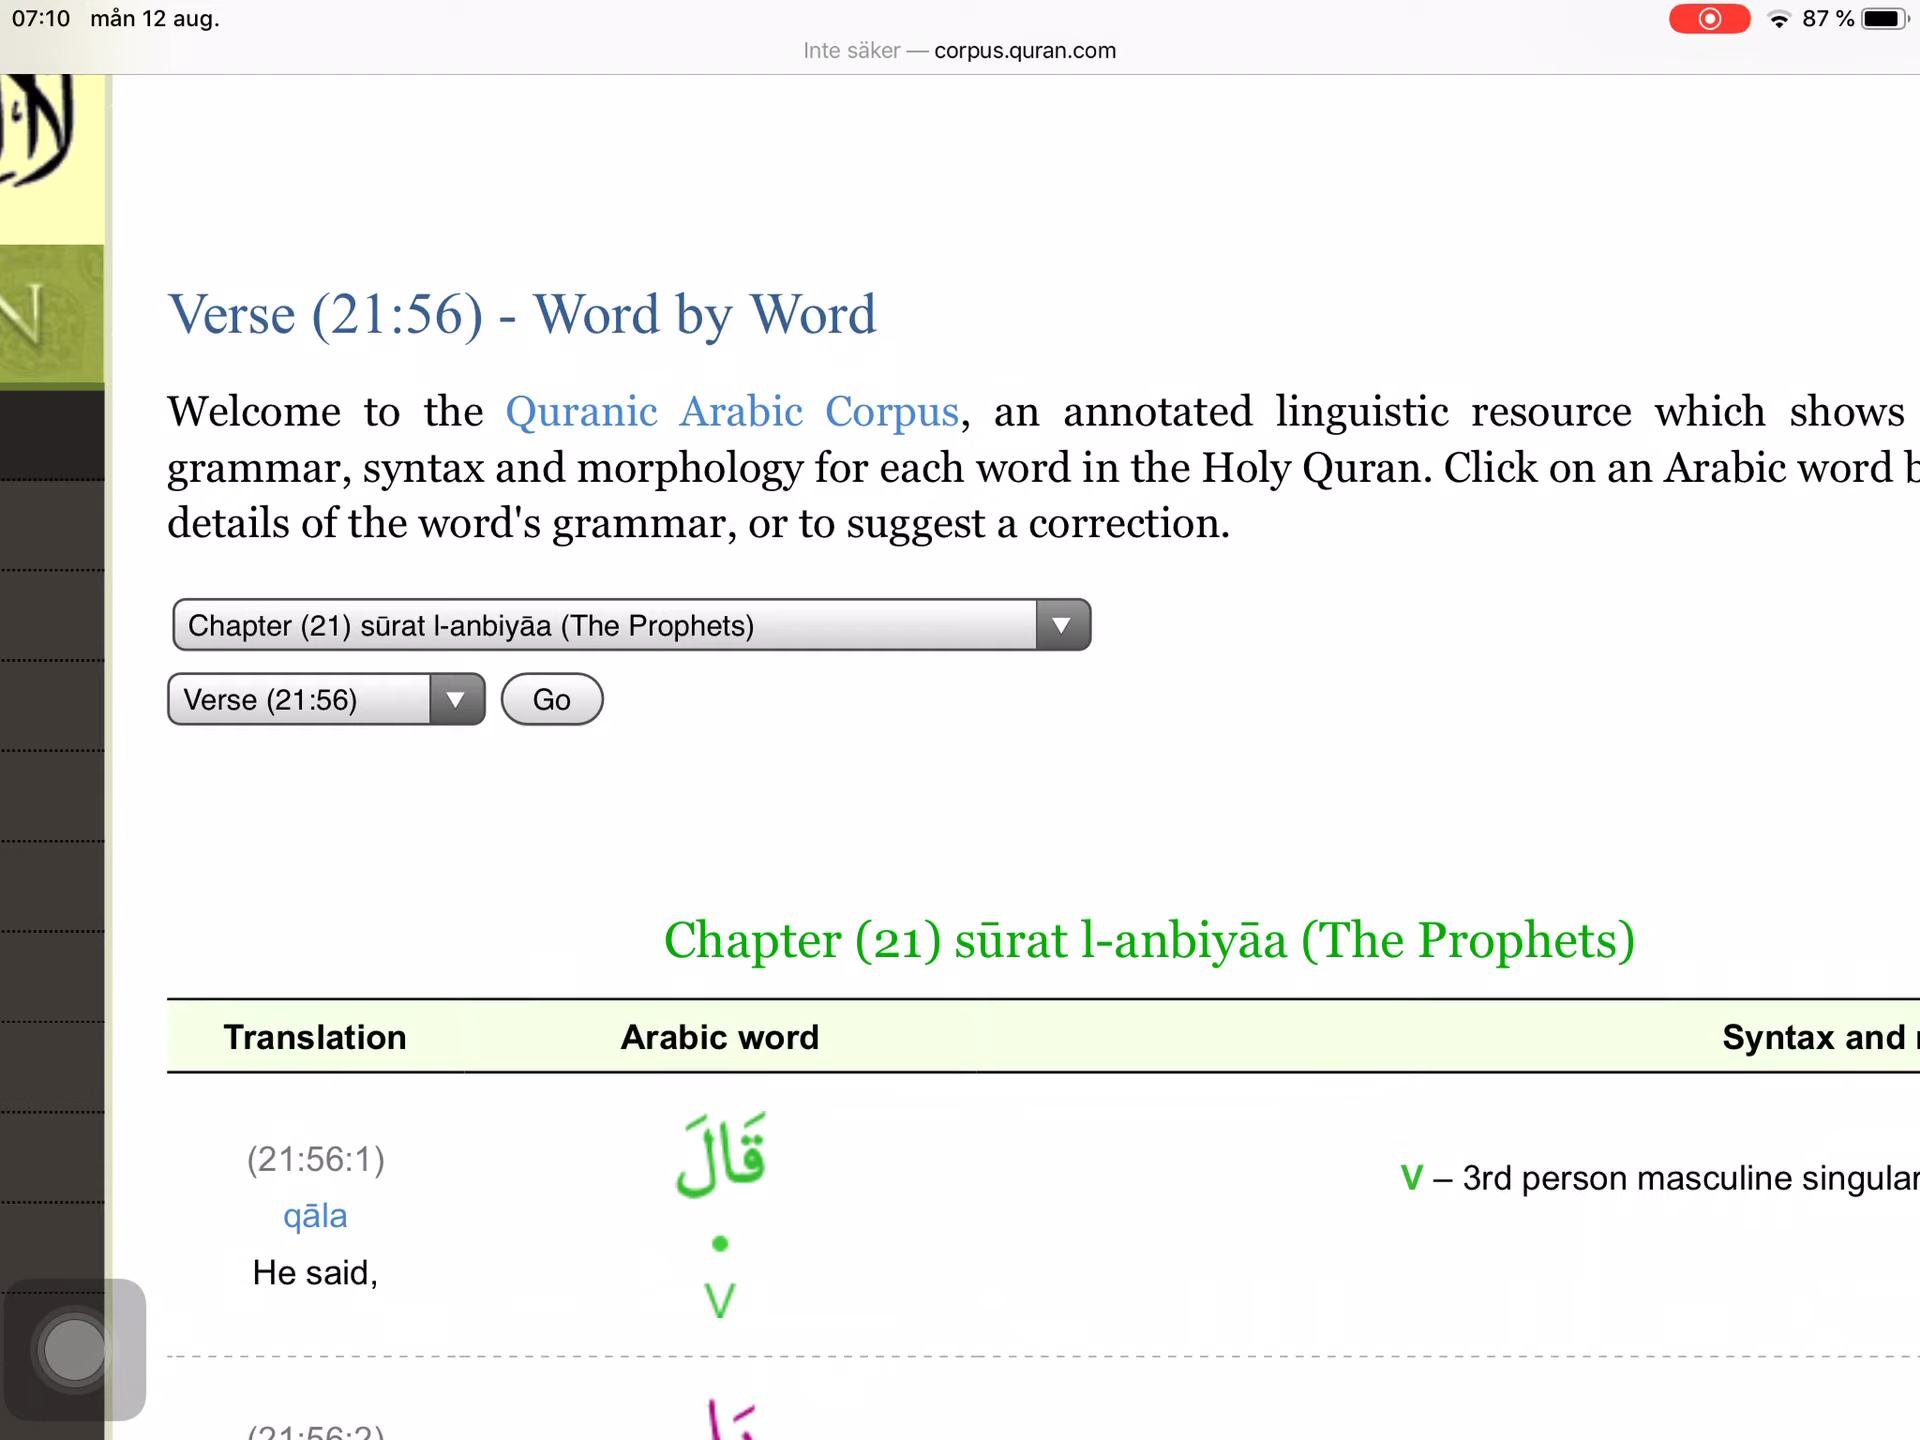 07:10 mån 12 aug. 87 %
Inte säker — corpus.quran.com
N
Verse (21:56) - Word by Word
Welcome to the Quranic Arabic Corpus, an annotated linguistic resource which shows
grammar, syntax and morphology for each word in the Holy Quran. Click on an Arabic word b
details of the word's grammar, or to suggest a correction.
Chapter (21) sūrat l-anbiyāa (The Prophets)
Verse (21:56) Go
Chapter (21) sūrat l-anbiyāa (The Prophets)
Translation Arabic word Syntax and
(21:56:1)
qāla
He said,
قَالَ
V
V – 3rd person masculine singular
(21:56:2)